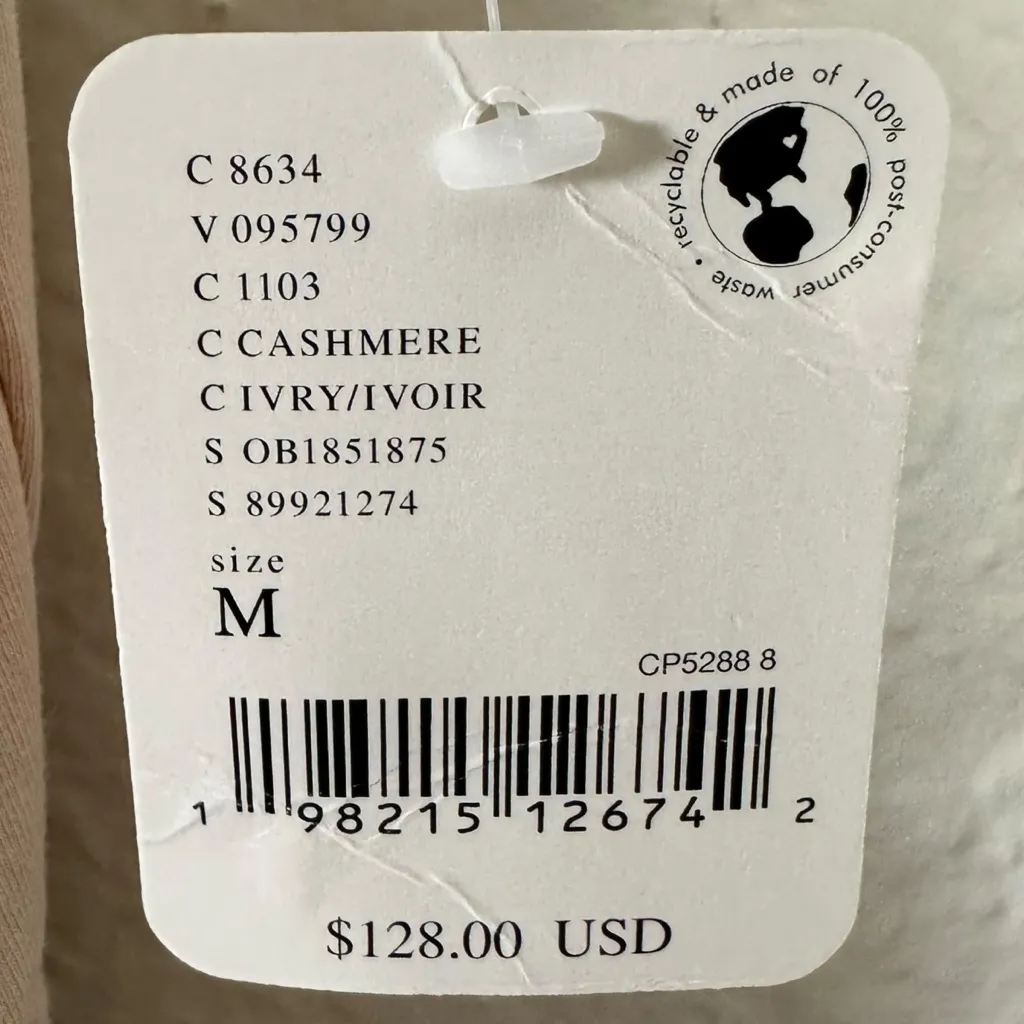 recyclable & made of 100% post-consumer waste •
C 8634
V 095799
C 1103
C CASHMERE
C IVRY/IVOIR
S OB1851875
S 89921274
size
M
CP5288 8
1 98215 12674 2
$128.00 USD